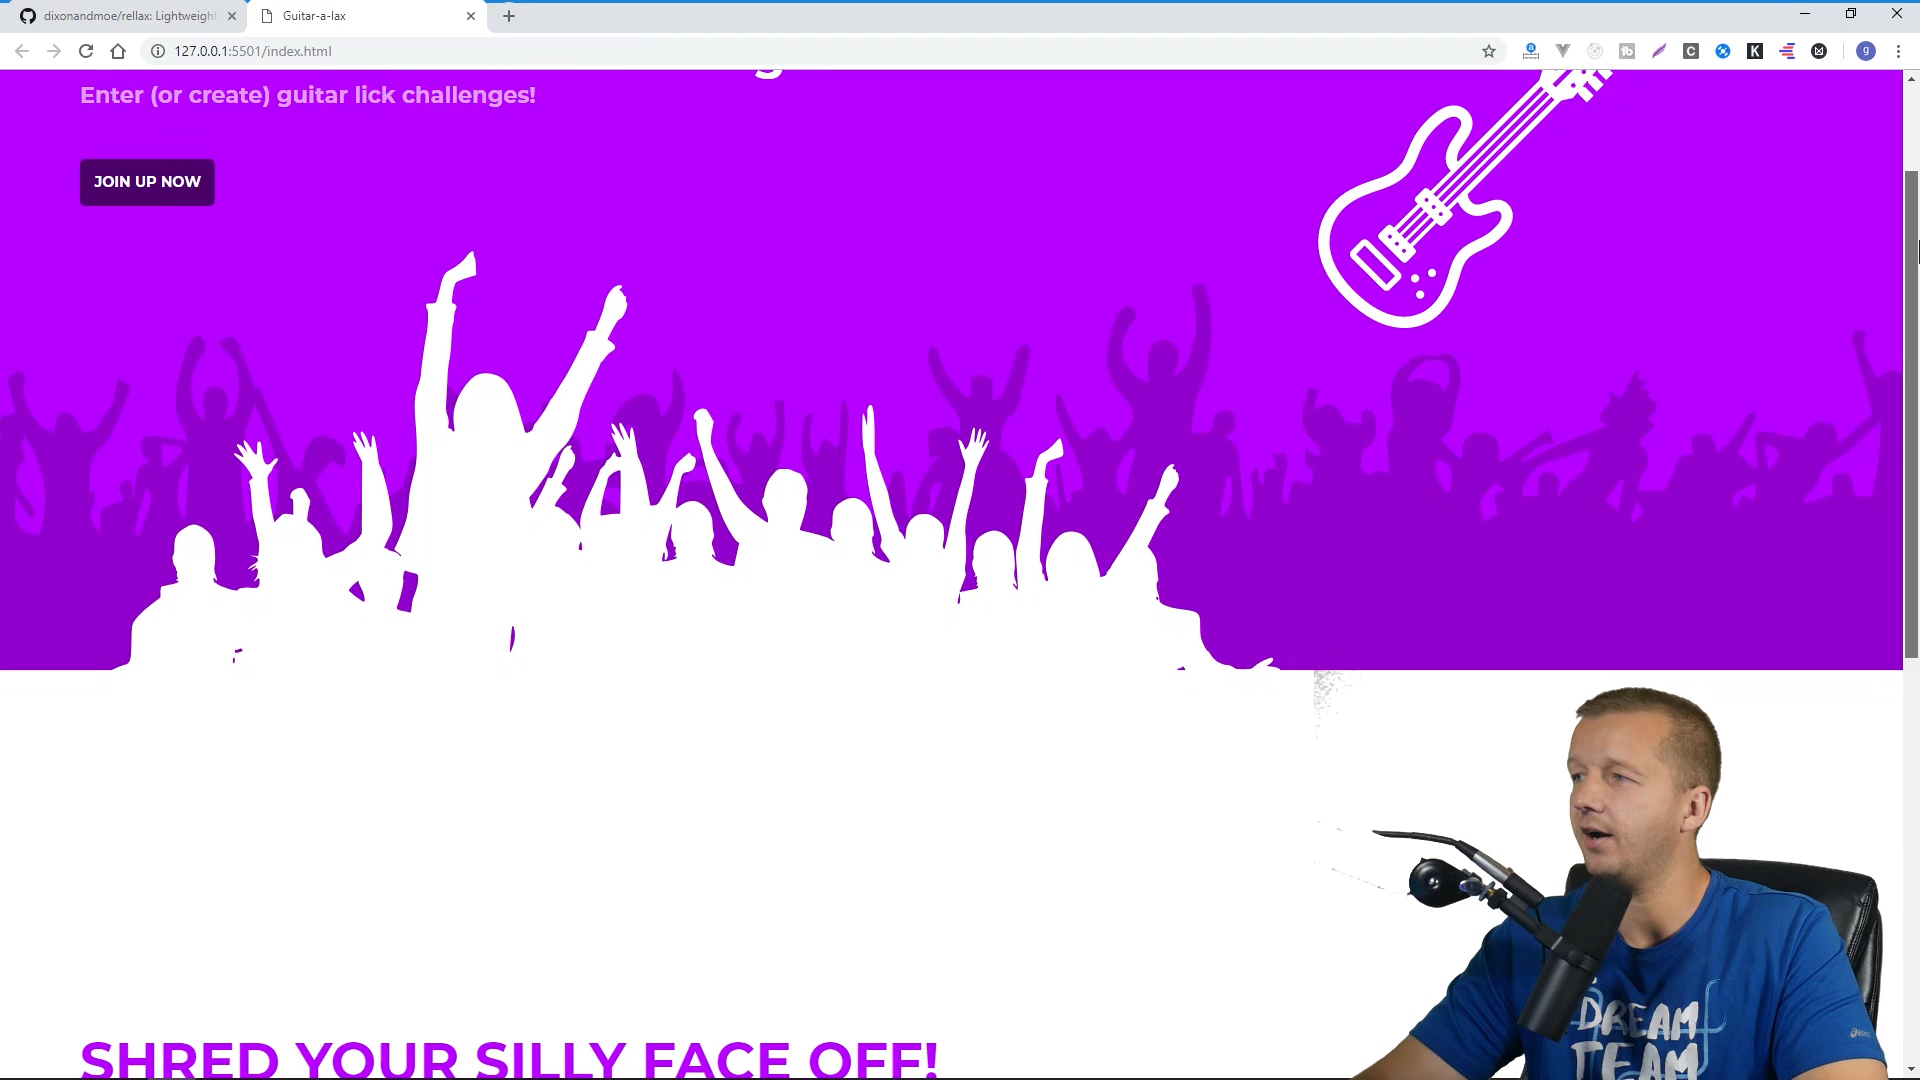 dixonandmoe/rellax: Lightweight
Guitar-a-lax
127.0.0.1:5501/index.html
Enter (or create) guitar lick challenges!
JOIN UP NOW
SHRED YOUR SILLY FACE OFF!
DREAM
TEAM